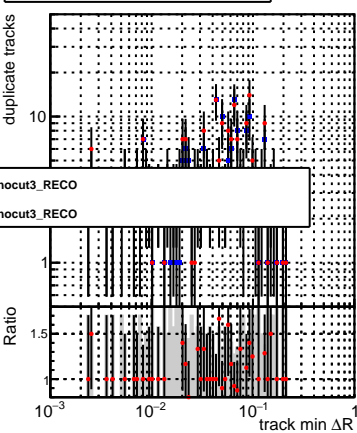 duplicate tracks
10
nocut3_RECO
nocut3_RECO
1
Ratio
1.5
1
10⁻³ 10⁻² 10⁻¹ 1
track min ΔR